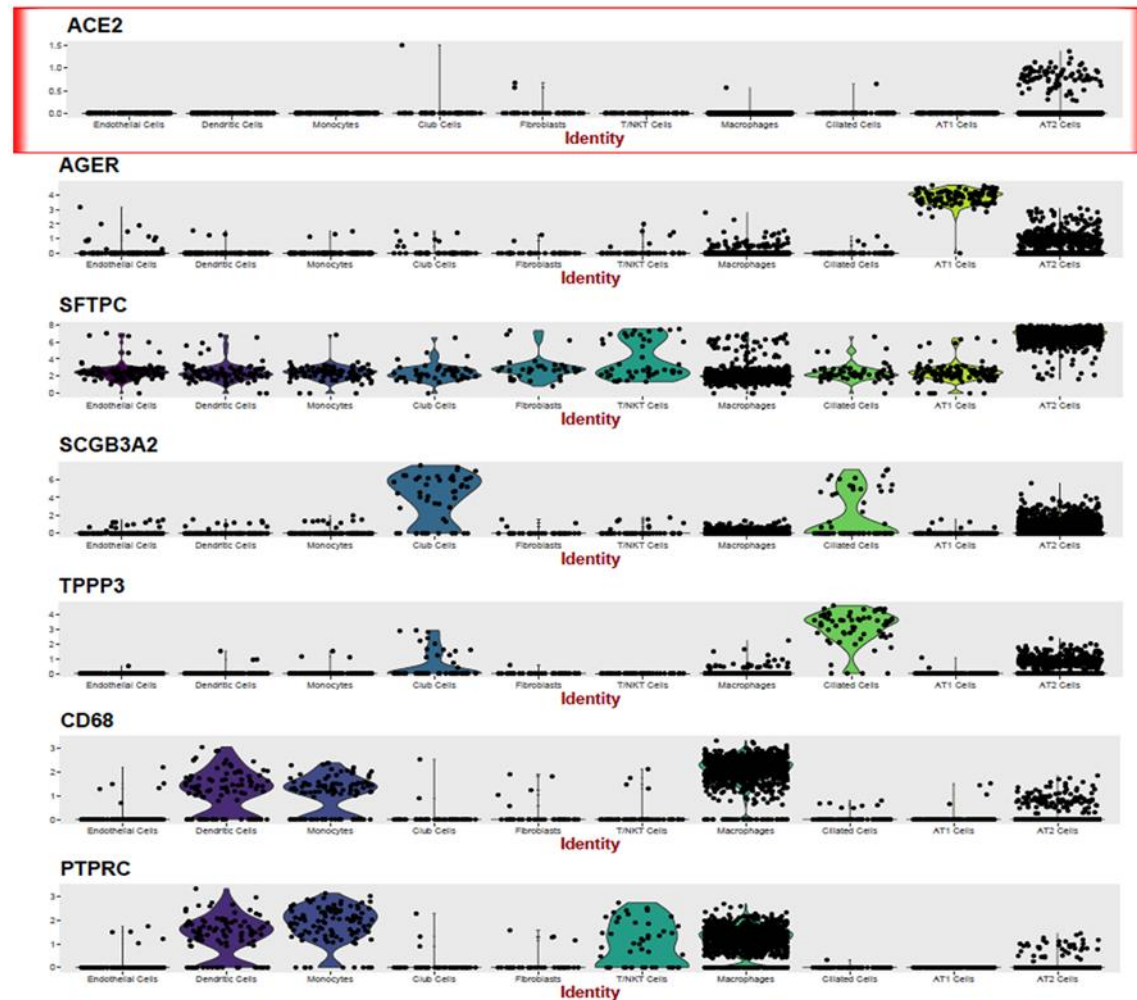 ACE2
1.5
1.0
0.5
0.0
Endothelial Cells Dendritic Cells Monocytes Club Cells Fibroblasts T/NKT Cells Macrophages Ciliated Cells AT1 Cells AT2 Cells
Identity
AGER
4
3
2
1
0
Endothelial Cells Dendritic Cells Monocytes Club Cells Fibroblasts T/NKT Cells Macrophages Ciliated Cells AT1 Cells AT2 Cells
Identity
SFTPC
8
6
4
2
0
Endothelial Cells Dendritic Cells Monocytes Club Cells Fibroblasts T/NKT Cells Macrophages Ciliated Cells AT1 Cells AT2 Cells
Identity
SCGB3A2
6
4
2
0
Endothelial Cells Dendritic Cells Monocytes Club Cells Fibroblasts T/NKT Cells Macrophages Ciliated Cells AT1 Cells AT2 Cells
Identity
TPPP3
4
3
2
1
0
Endothelial Cells Dendritic Cells Monocytes Club Cells Fibroblasts T/NKT Cells Macrophages Ciliated Cells AT1 Cells AT2 Cells
Identity
CD68
3
2
1
0
Endothelial Cells Dendritic Cells Monocytes Club Cells Fibroblasts T/NKT Cells Macrophages Ciliated Cells AT1 Cells AT2 Cells
Identity
PTPRC
3
2
1
0
Endothelial Cells Dendritic Cells Monocytes Club Cells Fibroblasts T/NKT Cells Macrophages Ciliated Cells AT1 Cells AT2 Cells
Identity